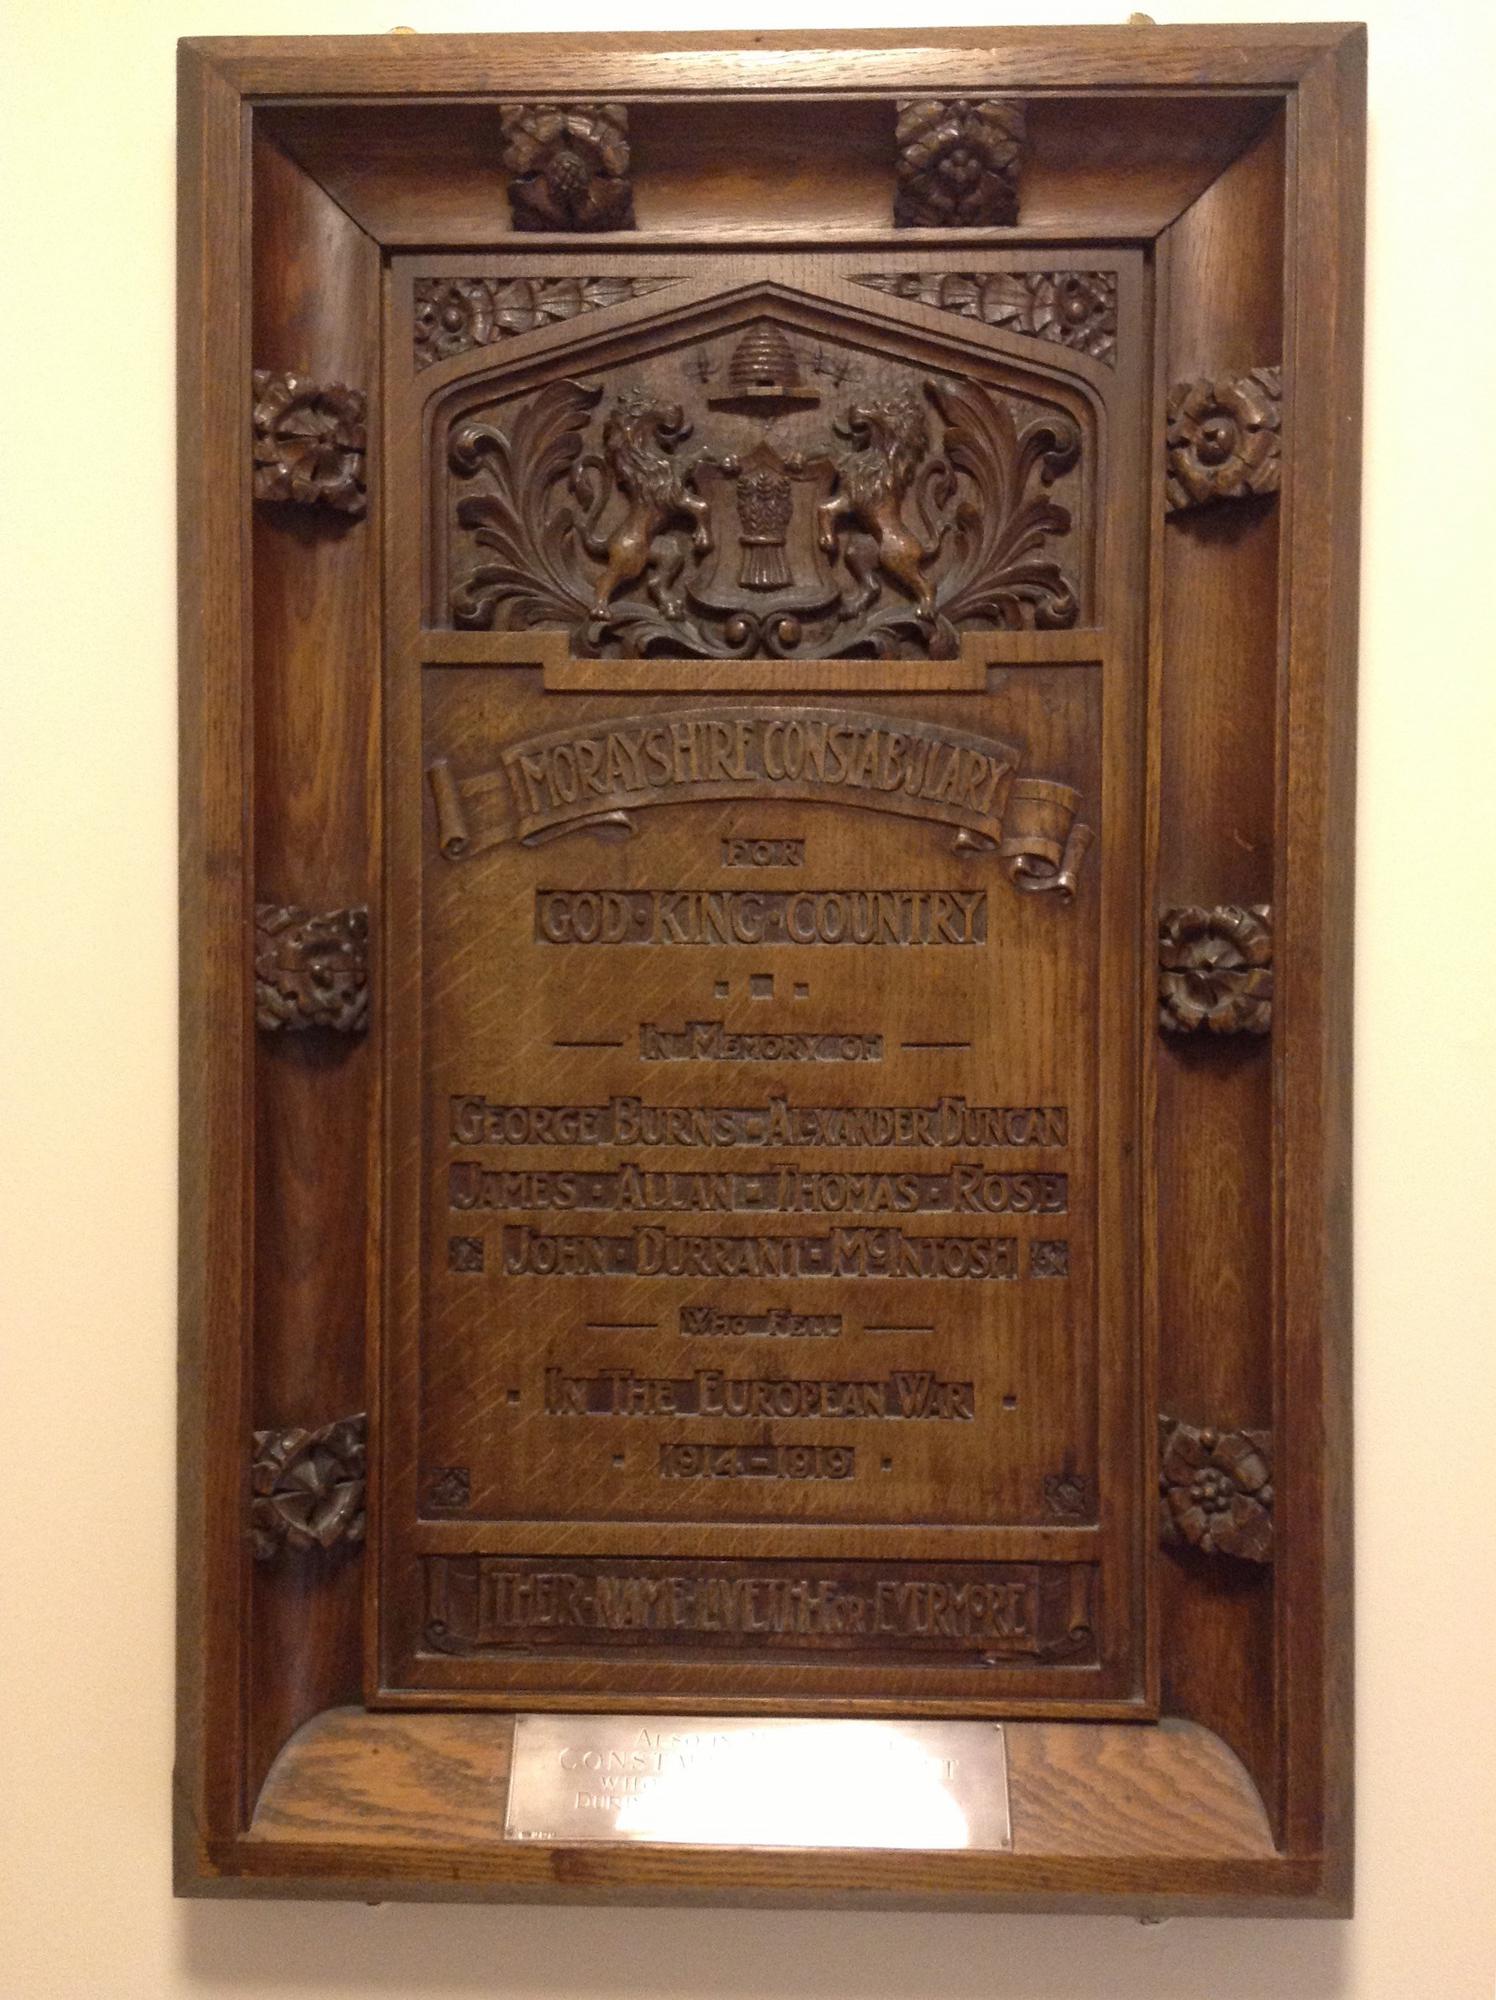 MORAYSHIRE CONSTABULARY
FOR
GOD · KING · COUNTRY
IN MEMORY OF
GEORGE BURNS · ALEXANDER DUNCAN
JAMES · ALLAN · THOMAS · ROSE
JOHN · DURRANT · McINTOSH
WHO FELL
IN THE EUROPEAN WAR
1914-1919
THEIR · NAME · LIVETH · FOR · EVERMORE
ALSO